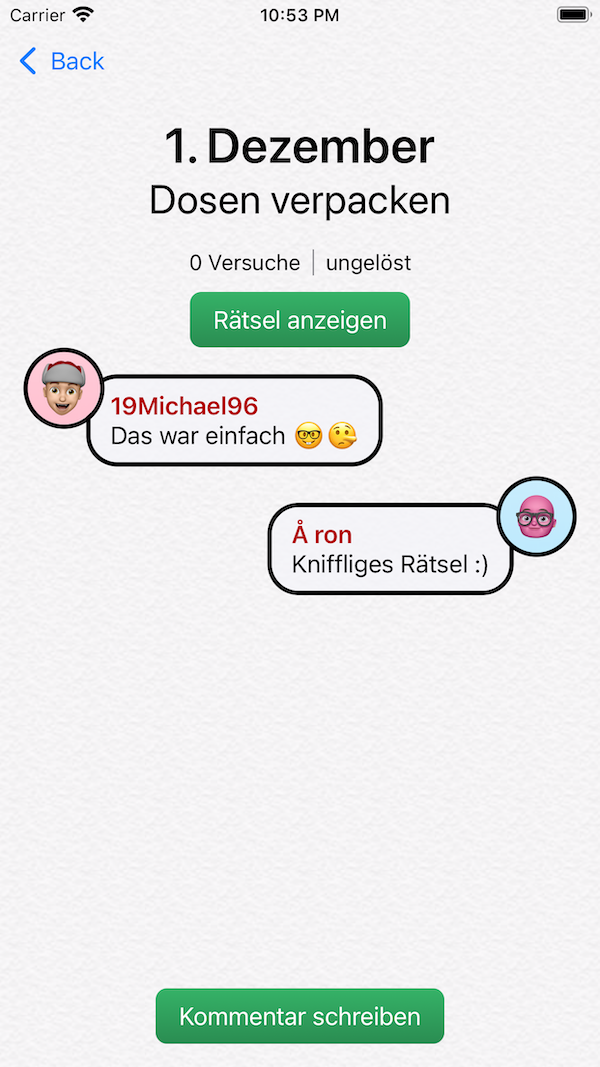 Carrier 10:53 PM
Back
1. Dezember
Dosen verpacken
0 Versuche | ungelöst
Rätsel anzeigen
19Michael96
Das war einfach 🤓🤥
Å ron
Kniffliges Rätsel :)
Kommentar schreiben